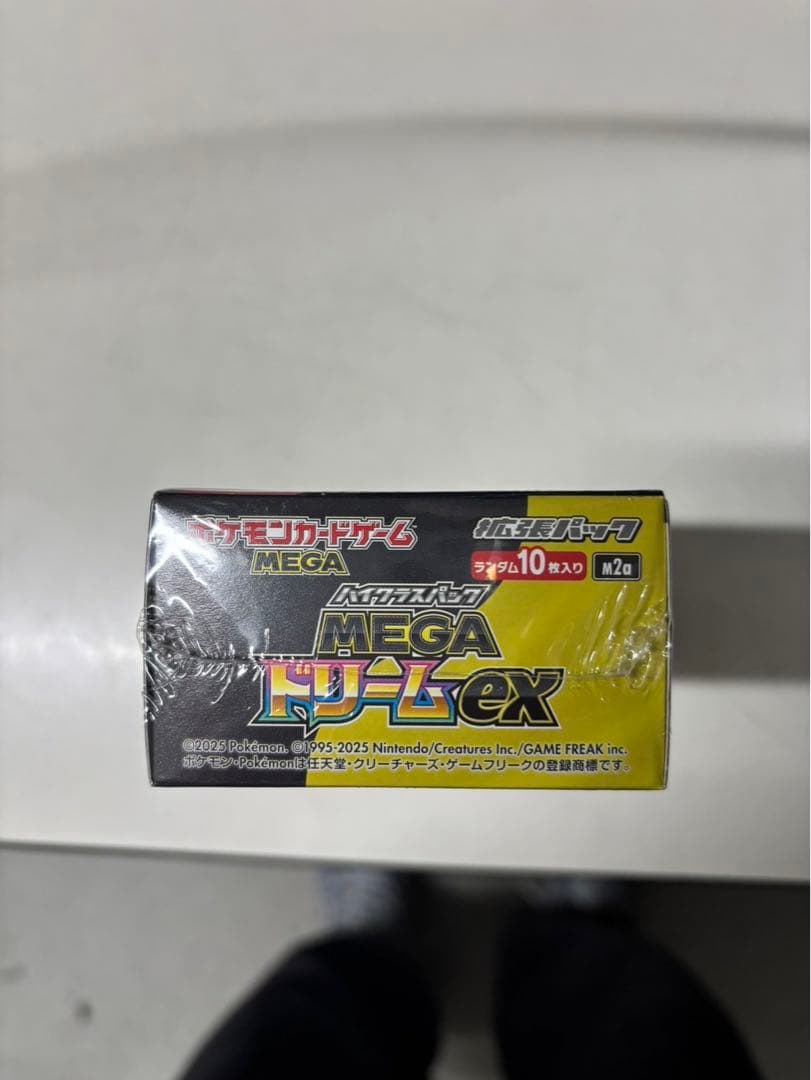 ポケモンカードゲーム
MEGA
拡張パック
ランダム10枚入り M2a
ハイクラスパック
MEGA
ドリームex
©2025 Pokémon. ©1995-2025 Nintendo/Creatures Inc./GAME FREAK inc.
ポケモン・Pokémonは任天堂・クリーチャーズ・ゲームフリークの登録商標です。